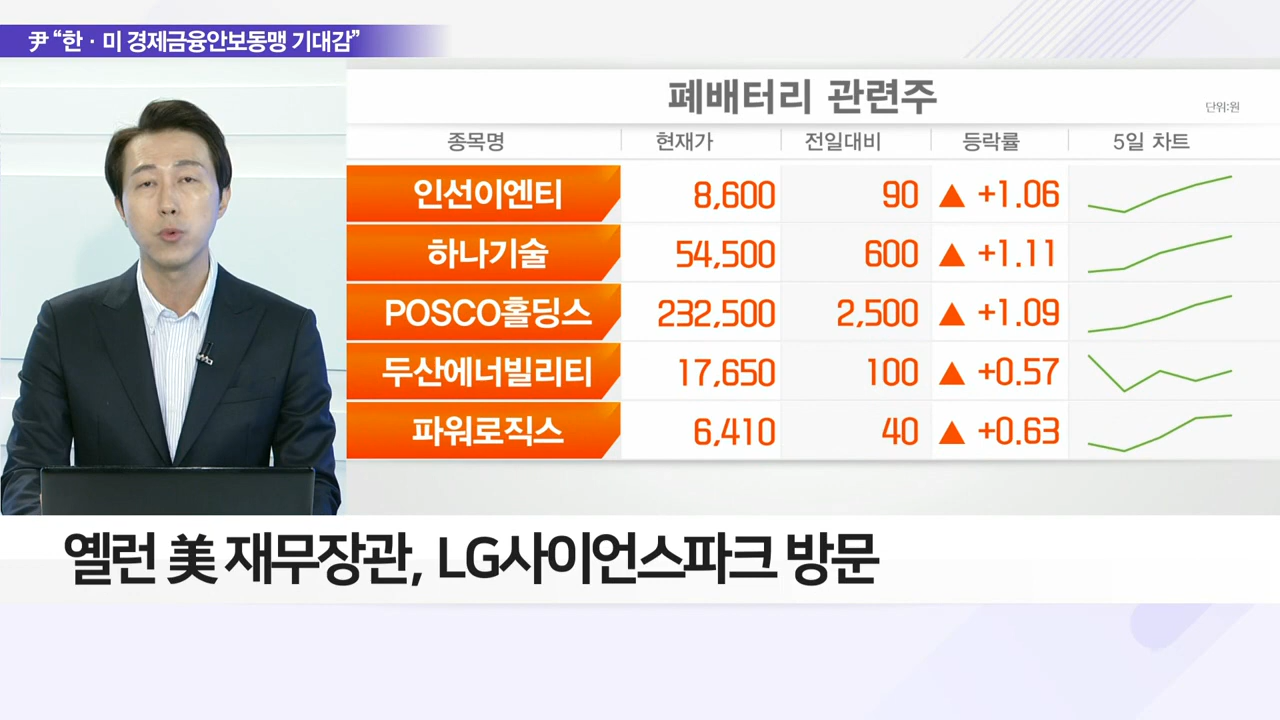 尹 “한·미 경제금융안보동맹 기대감”
폐배터리 관련주
단위:원
종목명 현재가 전일대비 등락률 5일 차트
인선이엔티 8,600 90 ▲ +1.06
하나기술 54,500 600 ▲ +1.11
POSCO홀딩스 232,500 2,500 ▲ +1.09
두산에너빌리티 17,650 100 ▲ +0.57
파워로직스 6,410 40 ▲ +0.63
옐런 美 재무장관, LG사이언스파크 방문